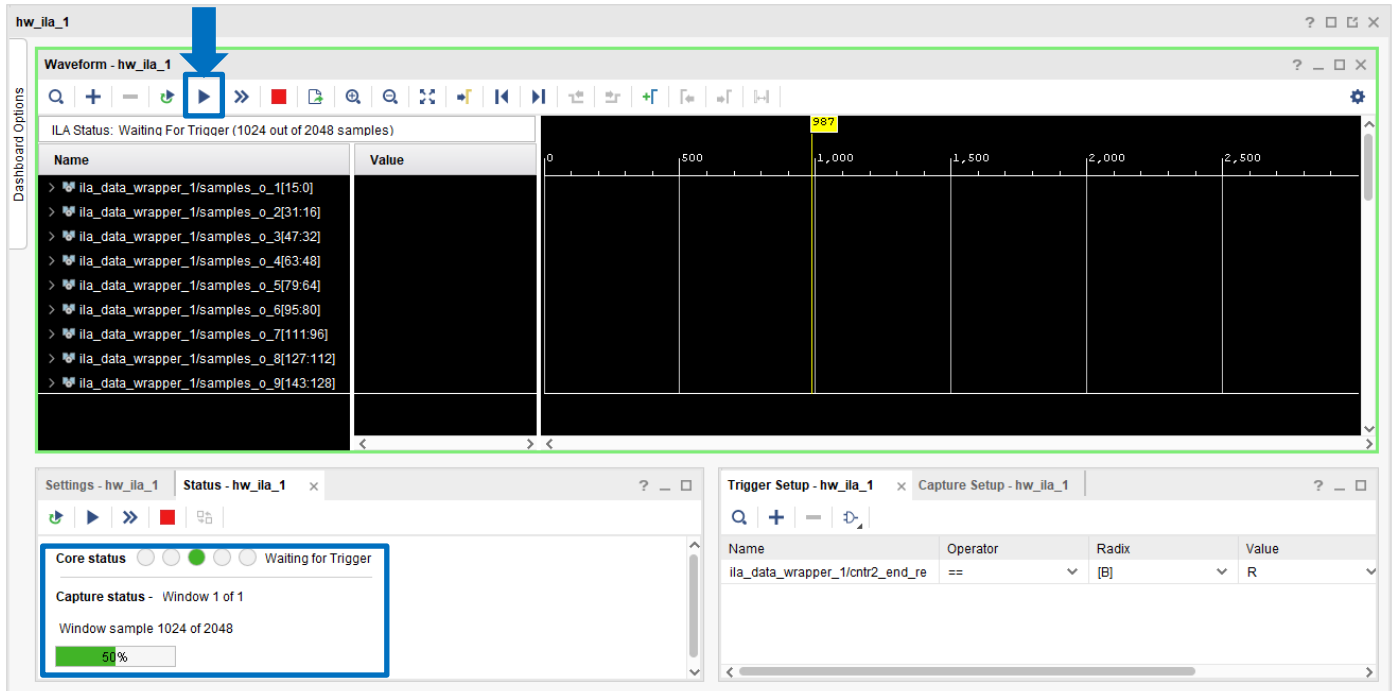 hw_ila_1
Dashboard Options
Waveform - hw_ila_1
ILA Status: Waiting For Trigger (1024 out of 2048 samples)
Name Value
987
0 500 1,000 1,500 2,000 2,500
ila_data_wrapper_1/samples_o_1[15:0]
ila_data_wrapper_1/samples_o_2[31:16]
ila_data_wrapper_1/samples_o_3[47:32]
ila_data_wrapper_1/samples_o_4[63:48]
ila_data_wrapper_1/samples_o_5[79:64]
ila_data_wrapper_1/samples_o_6[95:80]
ila_data_wrapper_1/samples_o_7[111:96]
ila_data_wrapper_1/samples_o_8[127:112]
ila_data_wrapper_1/samples_o_9[143:128]
Settings - hw_ila_1 Status - hw_ila_1
Core status Waiting for Trigger
Capture status - Window 1 of 1
Window sample 1024 of 2048
50%
Trigger Setup - hw_ila_1 Capture Setup - hw_ila_1
Name Operator Radix Value
ila_data_wrapper_1/cntr2_end_re == [B] R